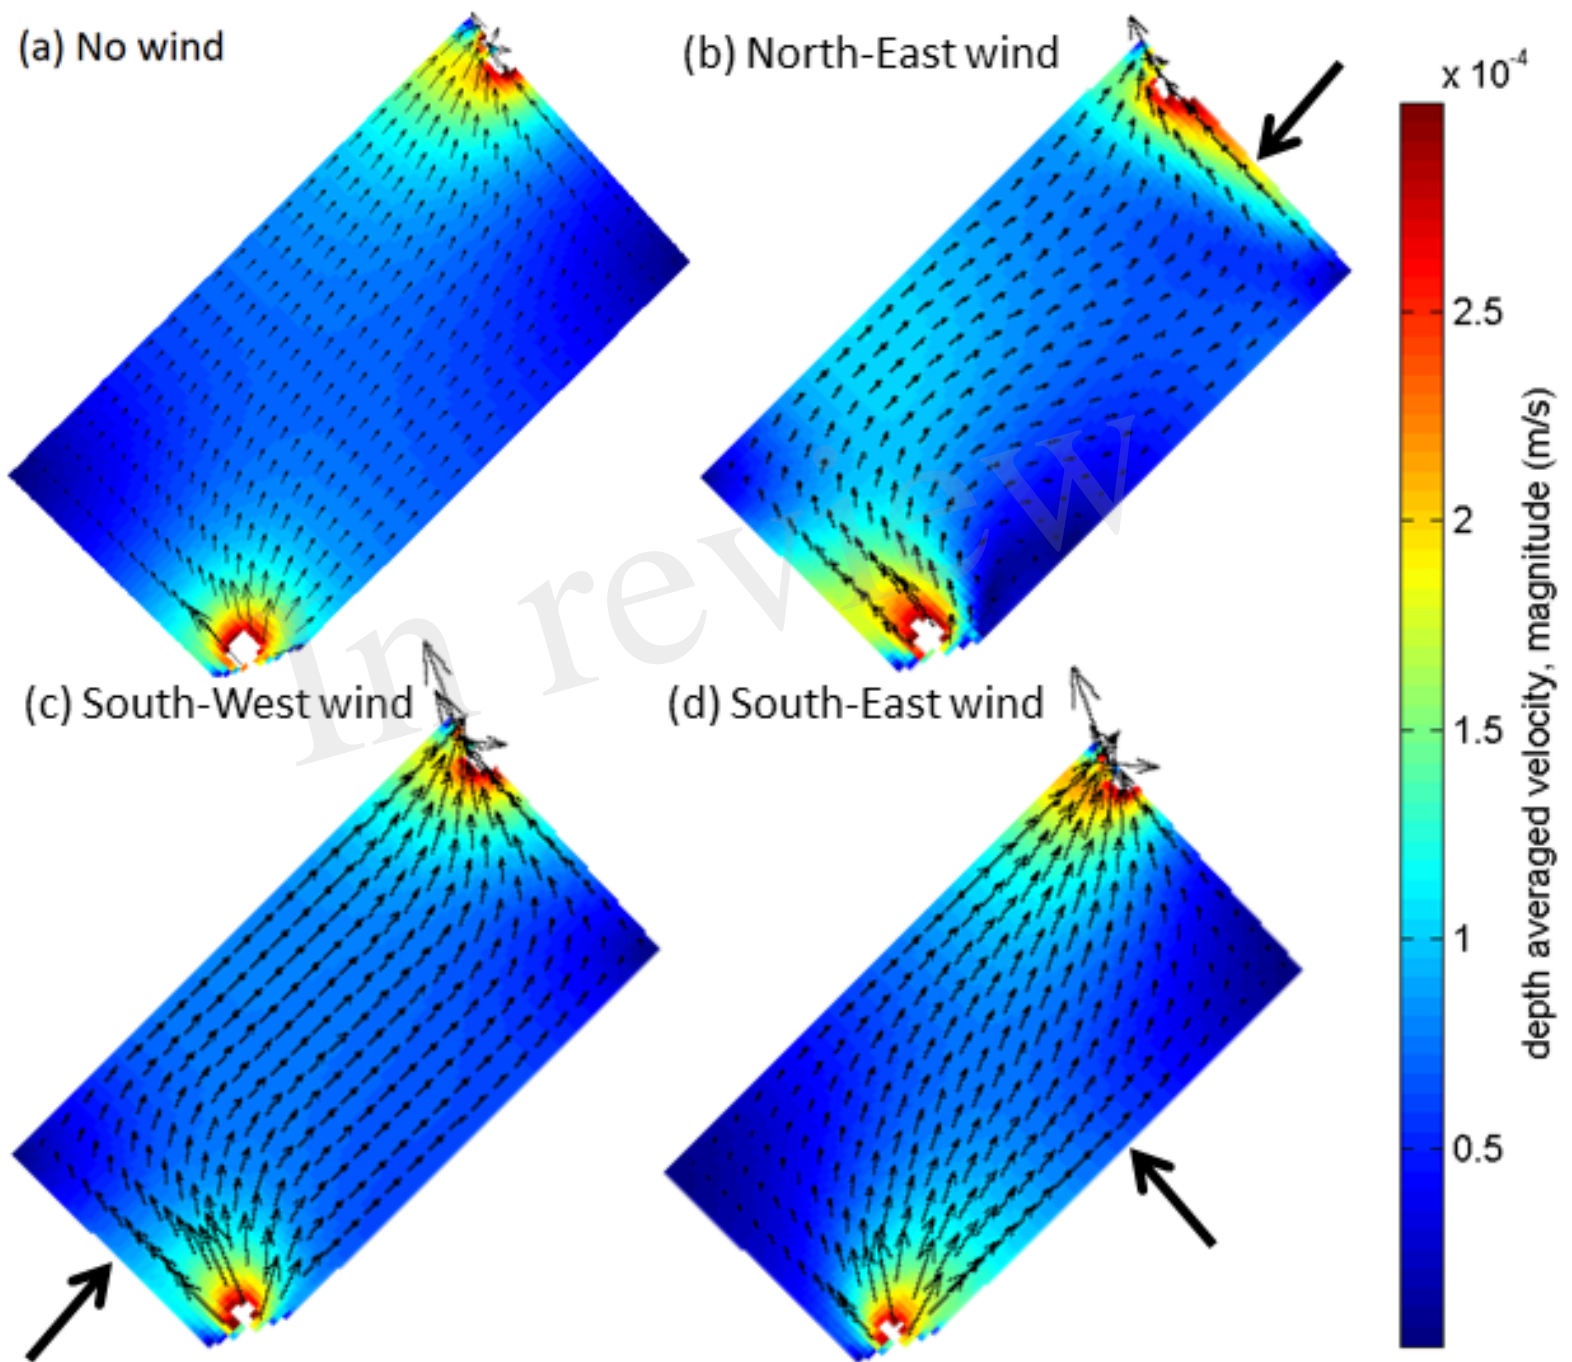 (a) No wind
(b) North-East wind
x 10-4
2.5
2
1.5
1
0.5
depth averaged velocity, magnitude (m/s)
In review
(c) South-West wind
(d) South-East wind